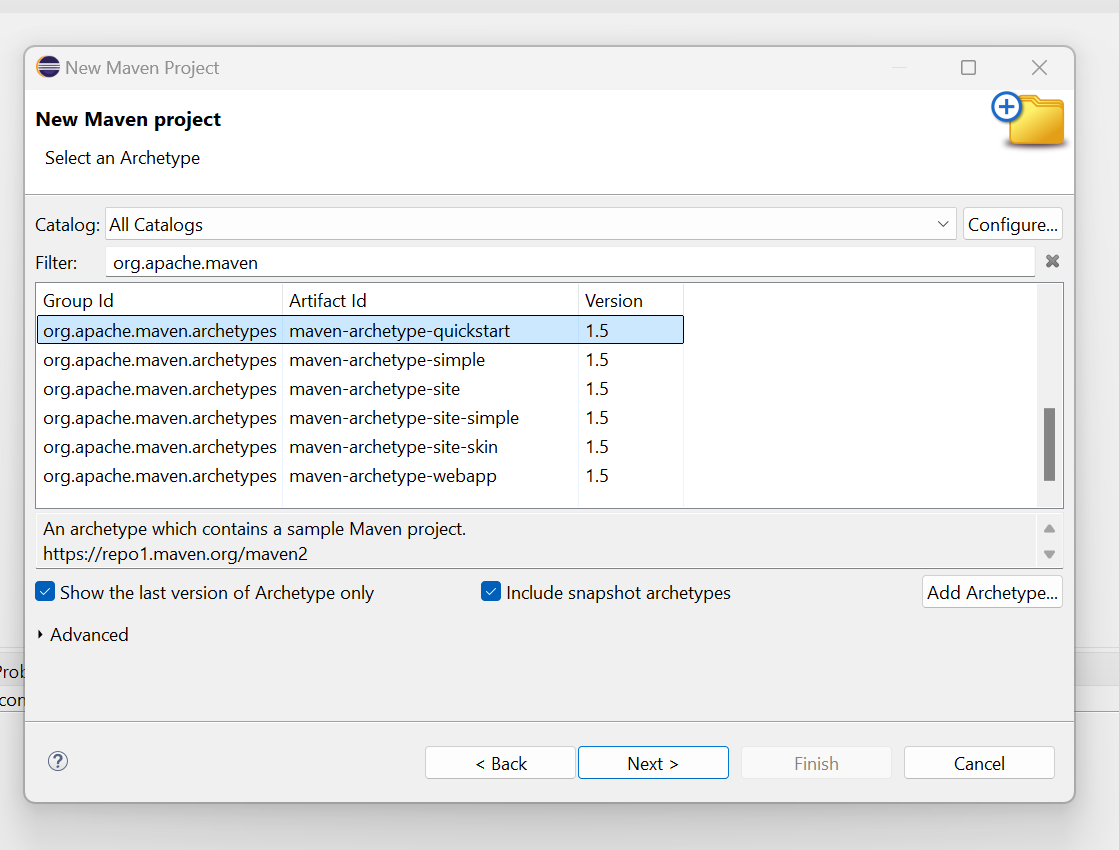 New Maven Project
New Maven project
Select an Archetype
Catalog: All Catalogs Configure...
Filter: org.apache.maven
Group Id Artifact Id Version
org.apache.maven.archetypes maven-archetype-quickstart 1.5
org.apache.maven.archetypes maven-archetype-simple 1.5
org.apache.maven.archetypes maven-archetype-site 1.5
org.apache.maven.archetypes maven-archetype-site-simple 1.5
org.apache.maven.archetypes maven-archetype-site-skin 1.5
org.apache.maven.archetypes maven-archetype-webapp 1.5
An archetype which contains a sample Maven project.
https://repo1.maven.org/maven2
Show the last version of Archetype only Include snapshot archetypes Add Archetype...
Advanced
? < Back Next > Finish Cancel